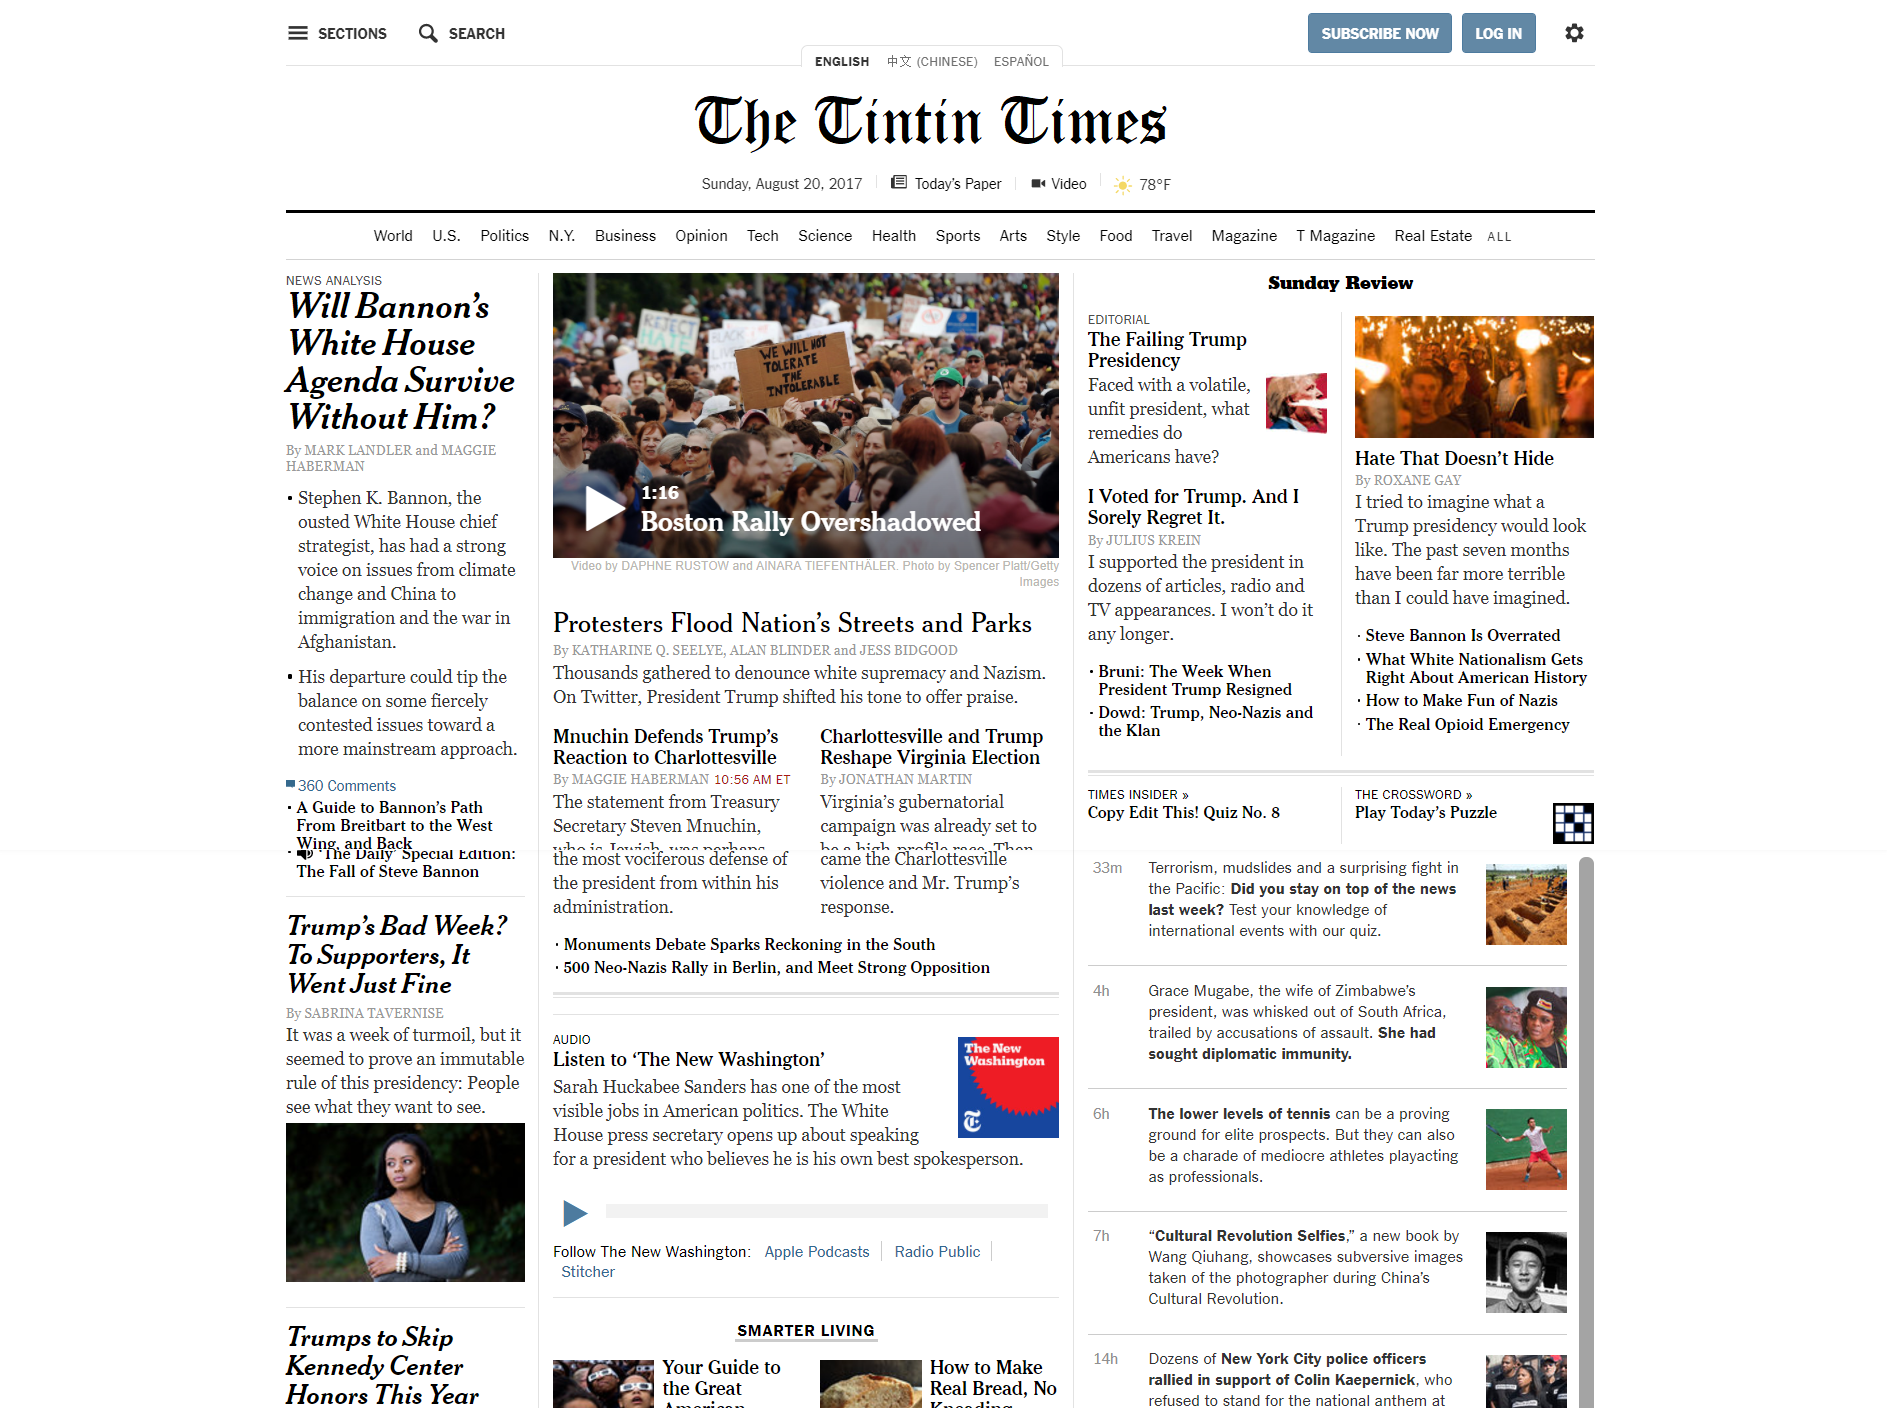 SECTIONS
SEARCH
SUBSCRIBE NOW
LOG IN
ENGLISH
中文 (CHINESE)
ESPAÑOL
The Tintin Times
Sunday, August 20, 2017
Today's Paper
Video
78°F
World
U.S.
Politics
N.Y.
Business
Opinion
Tech
Science
Health
Sports
Arts
Style
Food
Travel
Magazine
T Magazine
Real Estate
ALL
NEWS ANALYSIS
Will Bannon's
White House
Agenda Survive
Without Him?
By MARK LANDLER and MAGGIE
HABERMAN
• Stephen K. Bannon, the
ousted White House chief
strategist, has had a strong
voice on issues from climate
change and China to
immigration and the war in
Afghanistan.
• His departure could tip the
balance on some fiercely
contested issues toward a
more mainstream approach.
360 Comments
· A Guide to Bannon's Path
From Breitbart to the West
Wing, and Back
· 'The Daily' Special Edition:
The Fall of Steve Bannon
Trump's Bad Week?
To Supporters, It
Went Just Fine
By SABRINA TAVERNISE
It was a week of turmoil, but it
seemed to prove an immutable
rule of this presidency: People
see what they want to see.
Trumps to Skip
Kennedy Center
Honors This Year
REJECT
HATE
WE WILL NOT
TOLERATE
THE
INTOLERABLE
1:16
Boston Rally Overshadowed
Video by DAPHNE RUSTOW and AINARA TIEFENTHÄLER. Photo by Spencer Platt/Getty
Images
Protesters Flood Nation's Streets and Parks
By KATHARINE Q. SEELYE, ALAN BLINDER and JESS BIDGOOD
Thousands gathered to denounce white supremacy and Nazism.
On Twitter, President Trump shifted his tone to offer praise.
Mnuchin Defends Trump's
Reaction to Charlottesville
By MAGGIE HABERMAN 10:56 AM ET
The statement from Treasury
Secretary Steven Mnuchin,
who is Jewish, was perhaps
the most vociferous defense of
the president from within his
administration.
Charlottesville and Trump
Reshape Virginia Election
By JONATHAN MARTIN
Virginia's gubernatorial
campaign was already set to
be a high-profile race. Then
came the Charlottesville
violence and Mr. Trump's
response.
· Monuments Debate Sparks Reckoning in the South
· 500 Neo-Nazis Rally in Berlin, and Meet Strong Opposition
AUDIO
Listen to 'The New Washington'
Sarah Huckabee Sanders has one of the most
visible jobs in American politics. The White
House press secretary opens up about speaking
for a president who believes he is his own best spokesperson.
The New
Washington
Follow The New Washington:
Apple Podcasts
Radio Public
Stitcher
SMARTER LIVING
Your Guide to
the Great
American
How to Make
Real Bread, No
Kneading
Sunday Review
EDITORIAL
The Failing Trump
Presidency
Faced with a volatile,
unfit president, what
remedies do
Americans have?
I Voted for Trump. And I
Sorely Regret It.
By JULIUS KREIN
I supported the president in
dozens of articles, radio and
TV appearances. I won't do it
any longer.
· Bruni: The Week When
President Trump Resigned
· Dowd: Trump, Neo-Nazis and
the Klan
Hate That Doesn't Hide
By ROXANE GAY
I tried to imagine what a
Trump presidency would look
like. The past seven months
have been far more terrible
than I could have imagined.
· Steve Bannon Is Overrated
· What White Nationalism Gets
Right About American History
· How to Make Fun of Nazis
· The Real Opioid Emergency
TIMES INSIDER »
Copy Edit This! Quiz No. 8
THE CROSSWORD »
Play Today's Puzzle
33m
Terrorism, mudslides and a surprising fight in
the Pacific: Did you stay on top of the news
last week? Test your knowledge of
international events with our quiz.
4h
Grace Mugabe, the wife of Zimbabwe's
president, was whisked out of South Africa,
trailed by accusations of assault. She had
sought diplomatic immunity.
6h
The lower levels of tennis can be a proving
ground for elite prospects. But they can also
be a charade of mediocre athletes playacting
as professionals.
7h
"Cultural Revolution Selfies," a new book by
Wang Qiuhang, showcases subversive images
taken of the photographer during China's
Cultural Revolution.
14h
Dozens of New York City police officers
rallied in support of Colin Kaepernick, who
refused to stand for the national anthem at